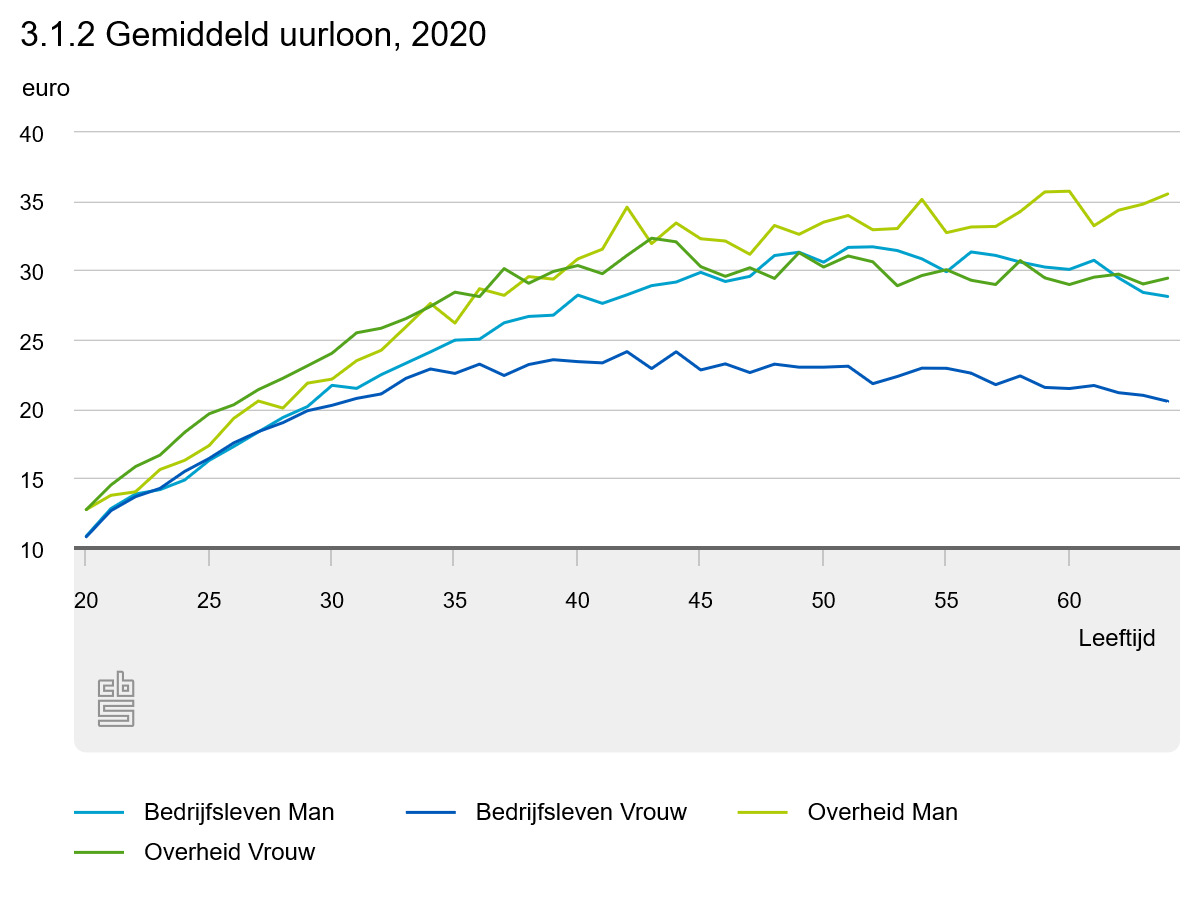 3.1.2 Gemiddeld uurloon, 2020
euro
40
35
30
25
20
15
10
20 25 30 35 40 45 50 55 60
Leeftijd
cbs
Bedrijfsleven Man Bedrijfsleven Vrouw Overheid Man
Overheid Vrouw